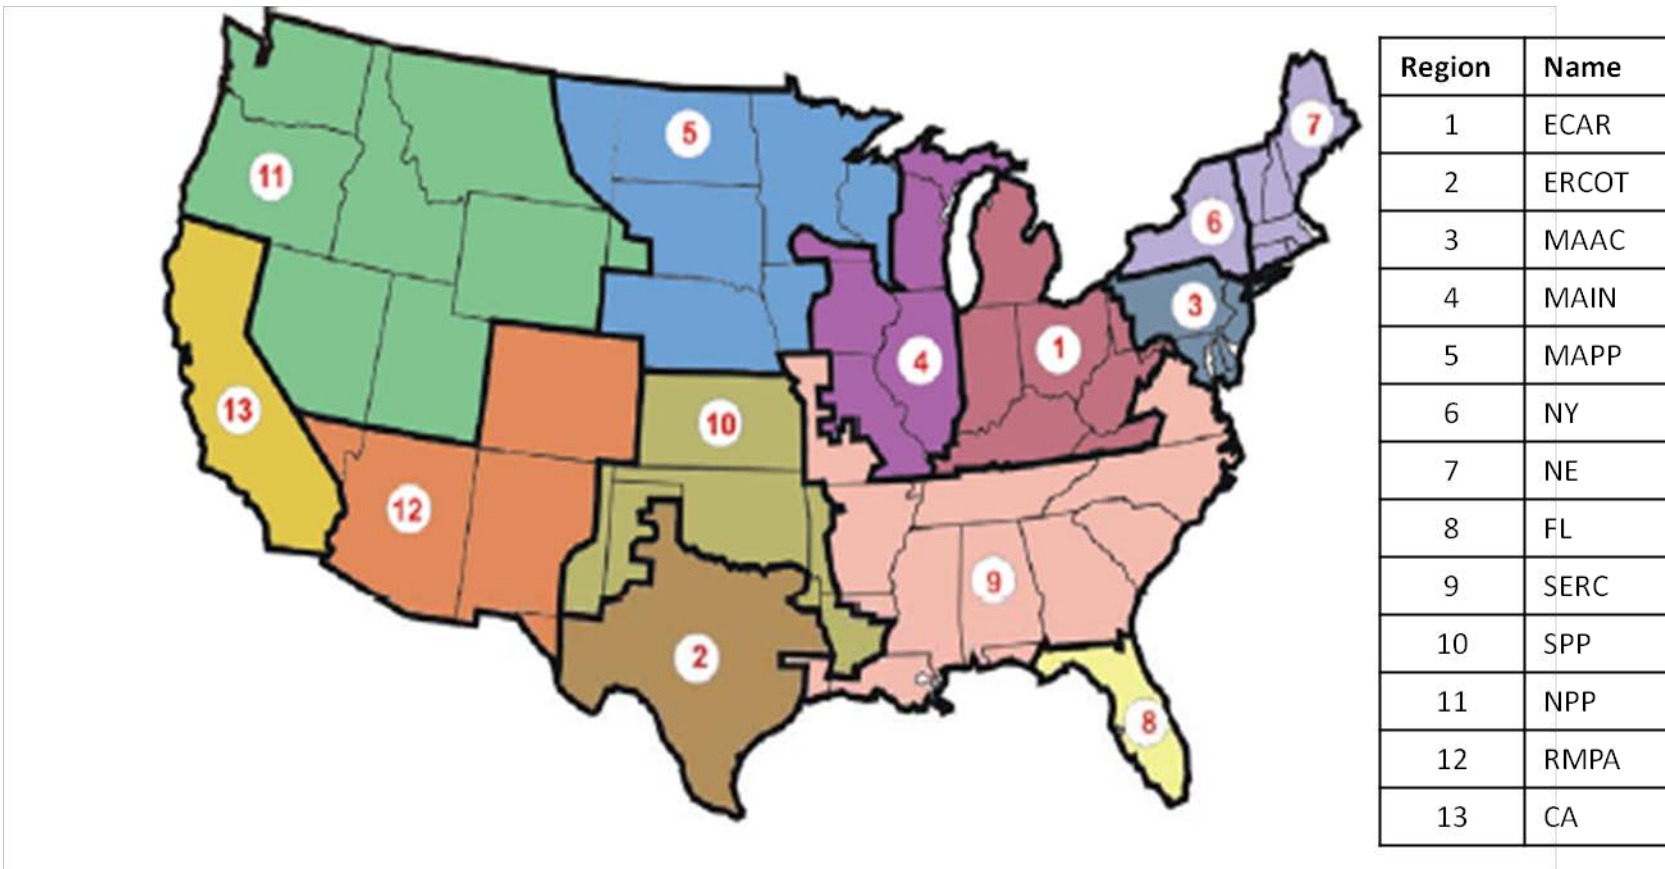 11
5
7
6
3
1
4
13
10
12
9
2
8
Region Name
1 ECAR
2 ERCOT
3 MAAC
4 MAIN
5 MAPP
6 NY
7 NE
8 FL
9 SERC
10 SPP
11 NPP
12 RMPA
13 CA